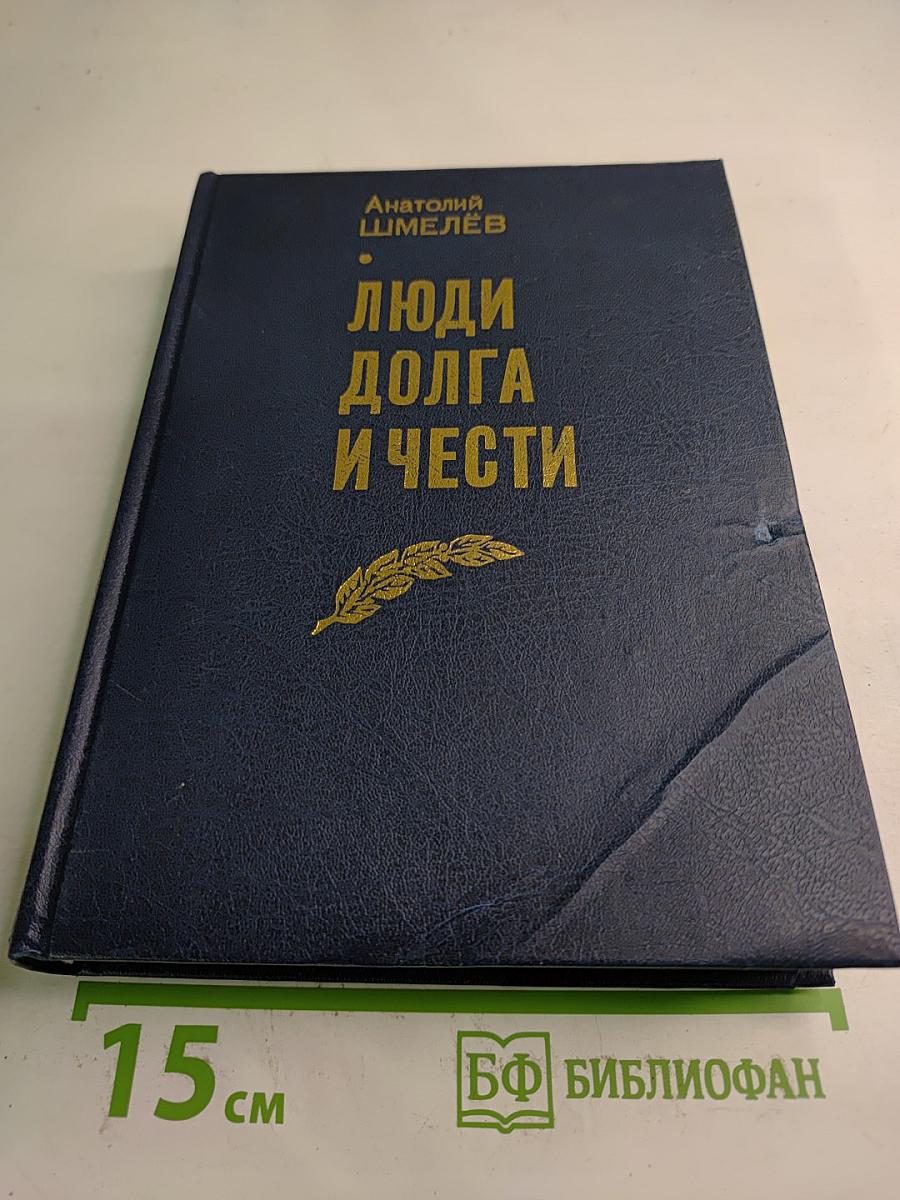 Анатолий
ШМЕЛЁВ
ЛЮДИ
ДОЛГА
И ЧЕСТИ
15 см
БФ БИБЛИОФАН